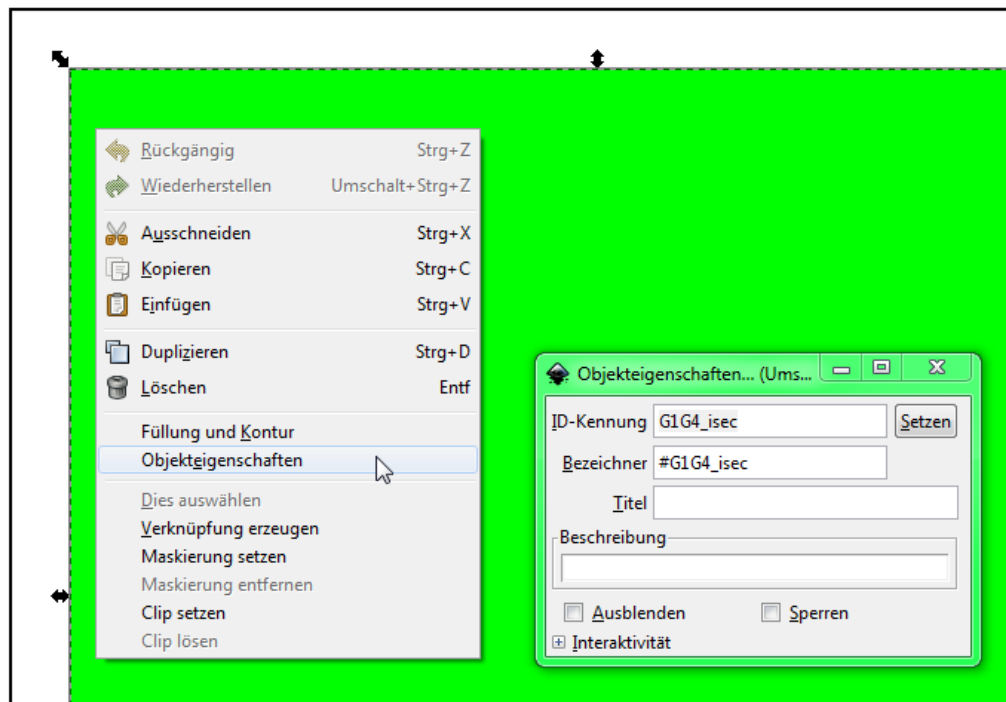 Rückgängig Strg+Z
Wiederherstellen Umschalt+Strg+Z
Ausschneiden Strg+X
Kopieren Strg+C
Einfügen Strg+V
Duplizieren Strg+D
Löschen Entf
Füllung und Kontur
Objekteigenschaften
Dies auswählen
Verknüpfung erzeugen
Maskierung setzen
Maskierung entfernen
Clip setzen
Clip lösen
Objekteigenschaften... (Ums...
ID-Kennung G1G4_isec Setzen
Bezeichner #G1G4_isec
Titel
Beschreibung
Ausblenden Sperren
Interaktivität